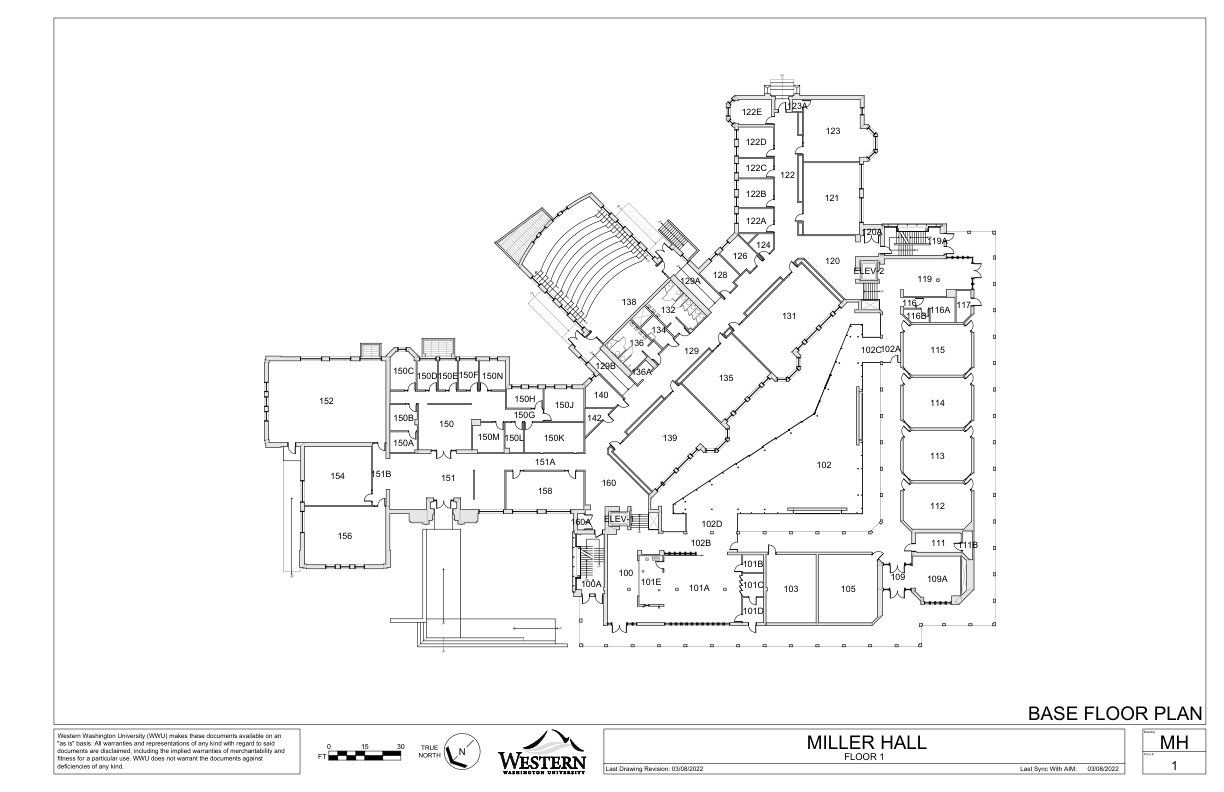 122E
123A
123
122D
122C
122
122B
121
122A
124
120A
119A
126
120
ELEV-2
128
129A
119
138
132
116
116A
117
116B
131
134
136
129
102C
102A
115
129B
136A
150C
150D
150E
150F
150N
135
140
152
150H
150J
114
150B
150G
142
150
150A
150M
150L
150K
139
113
151A
102
154
151B
151
160
158
112
60A
ELEV-1
102D
156
102B
111
111B
101B
100
101E
100A
101A
101C
103
105
109
109A
101D
BASE FLOOR PLAN
Western Washington University (WWU) makes these documents available on an
"as is" basis. All warranties and representations of any kind with regard to said
documents are disclaimed, including the implied warranties of merchantability and
fitness for a particular use. WWU does not warrant the documents against
deficiencies of any kind.
0 15 30
FT
TRUE
NORTH
N
WESTERN
WASHINGTON UNIVERSITY
MILLER HALL
FLOOR 1
Last Drawing Revision: 03/08/2022
Last Sync With AIM: 03/08/2022
Building
MH
1